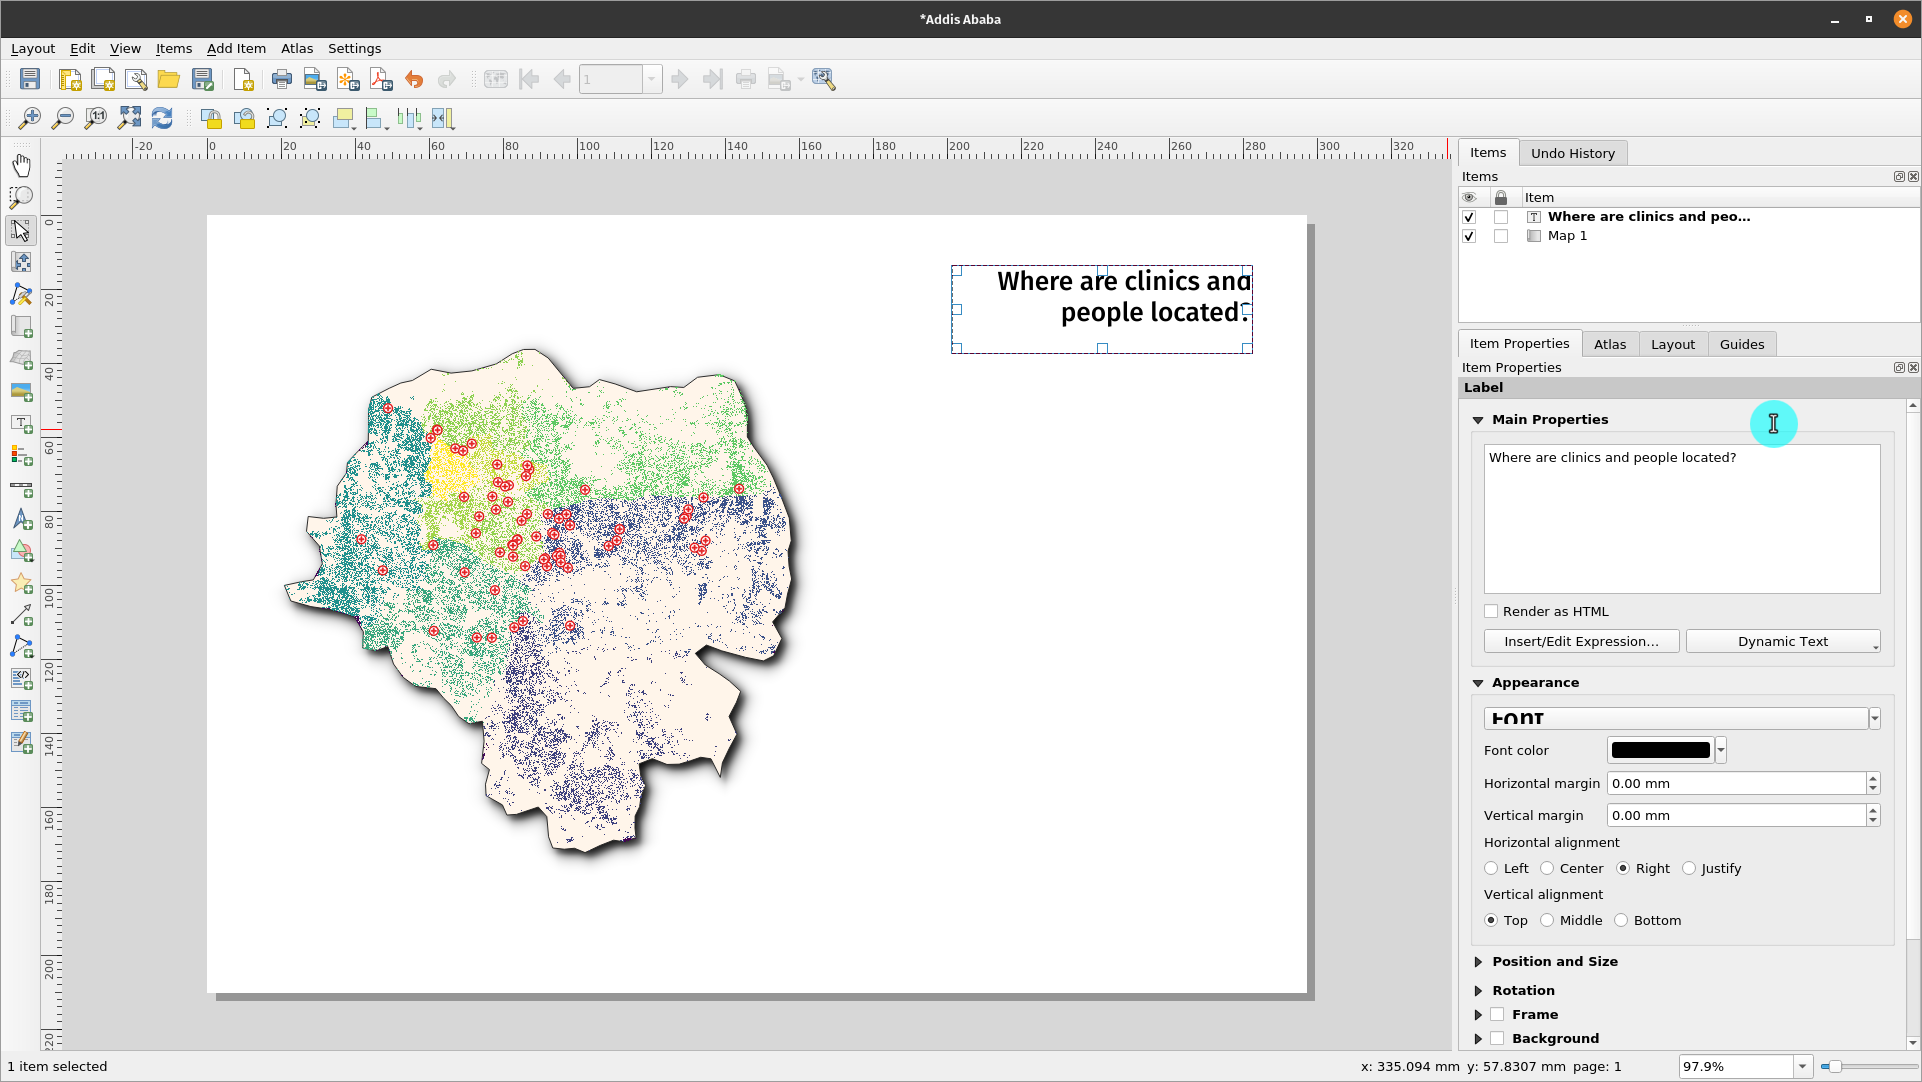 *Addis Ababa
Layout Edit View Items Add Item Atlas Settings
1
1:1
-20 0 20 40 60 80 100 120 140 160 180 200 220 240 260 280 300 320
0
20
40
60
80
100
120
140
160
180
200
220
Where are clinics and
people located?
Items Undo History
Items
Item
T Where are clinics and peo...
Map 1
Item Properties Atlas Layout Guides
Item Properties
Label
Main Properties
Where are clinics and people located?
Render as HTML
Insert/Edit Expression... Dynamic Text
Appearance
FONT
Font color
Horizontal margin 0.00 mm
Vertical margin 0.00 mm
Horizontal alignment
Left Center Right Justify
Vertical alignment
Top Middle Bottom
Position and Size
Rotation
Frame
Background
1 item selected
x: 335.094 mm y: 57.8307 mm page: 1
97.9%